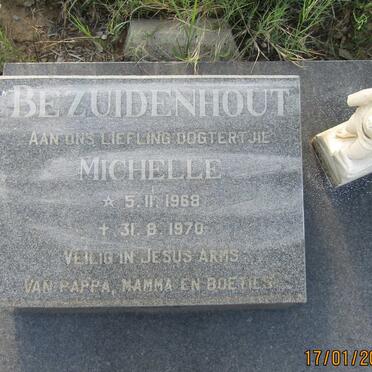 BEZUIDENHOUT
AAN ONS LIEFLING DOGTERTJIE
MICHELLE
☆ 5.11.1968
† 31.8.1970
VEILIG IN JESUS ARMS
VAN PAPPA, MAMMA EN BOETIES
17/01/20